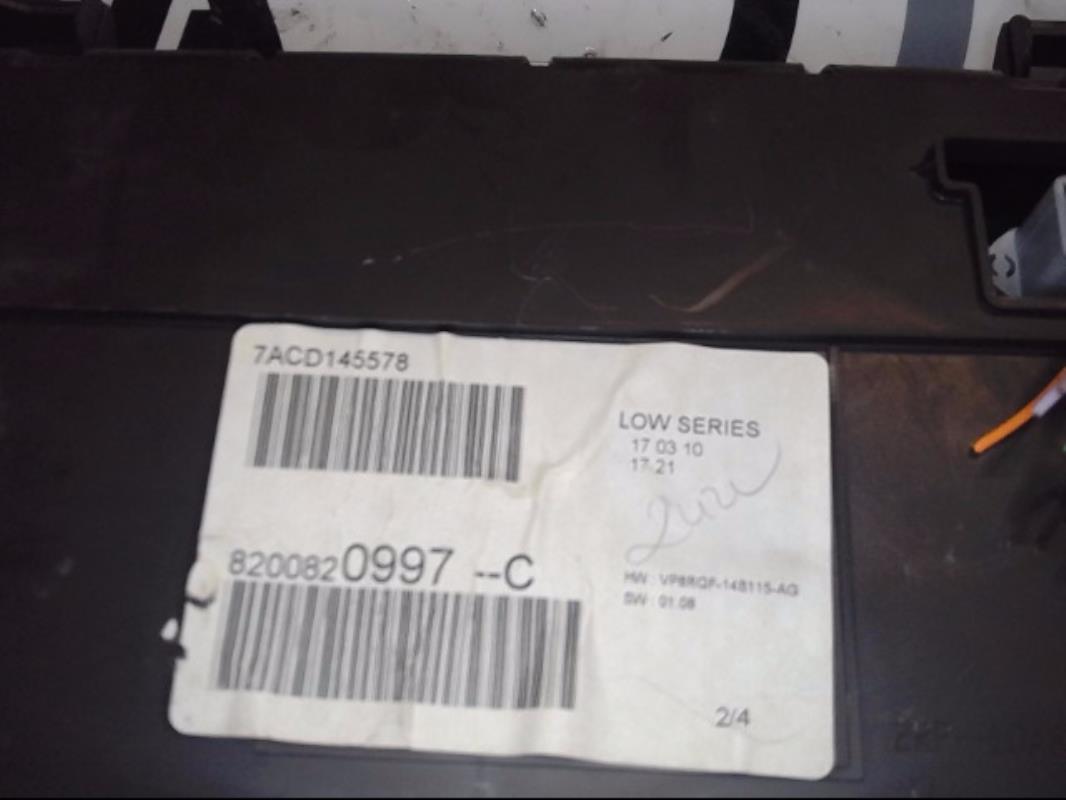 7ACD145578
LOW SERIES
17 03 10
17 21
8200820997 --C
HW : VP8RGF-14B115-AG
SW : 01.08
2/4